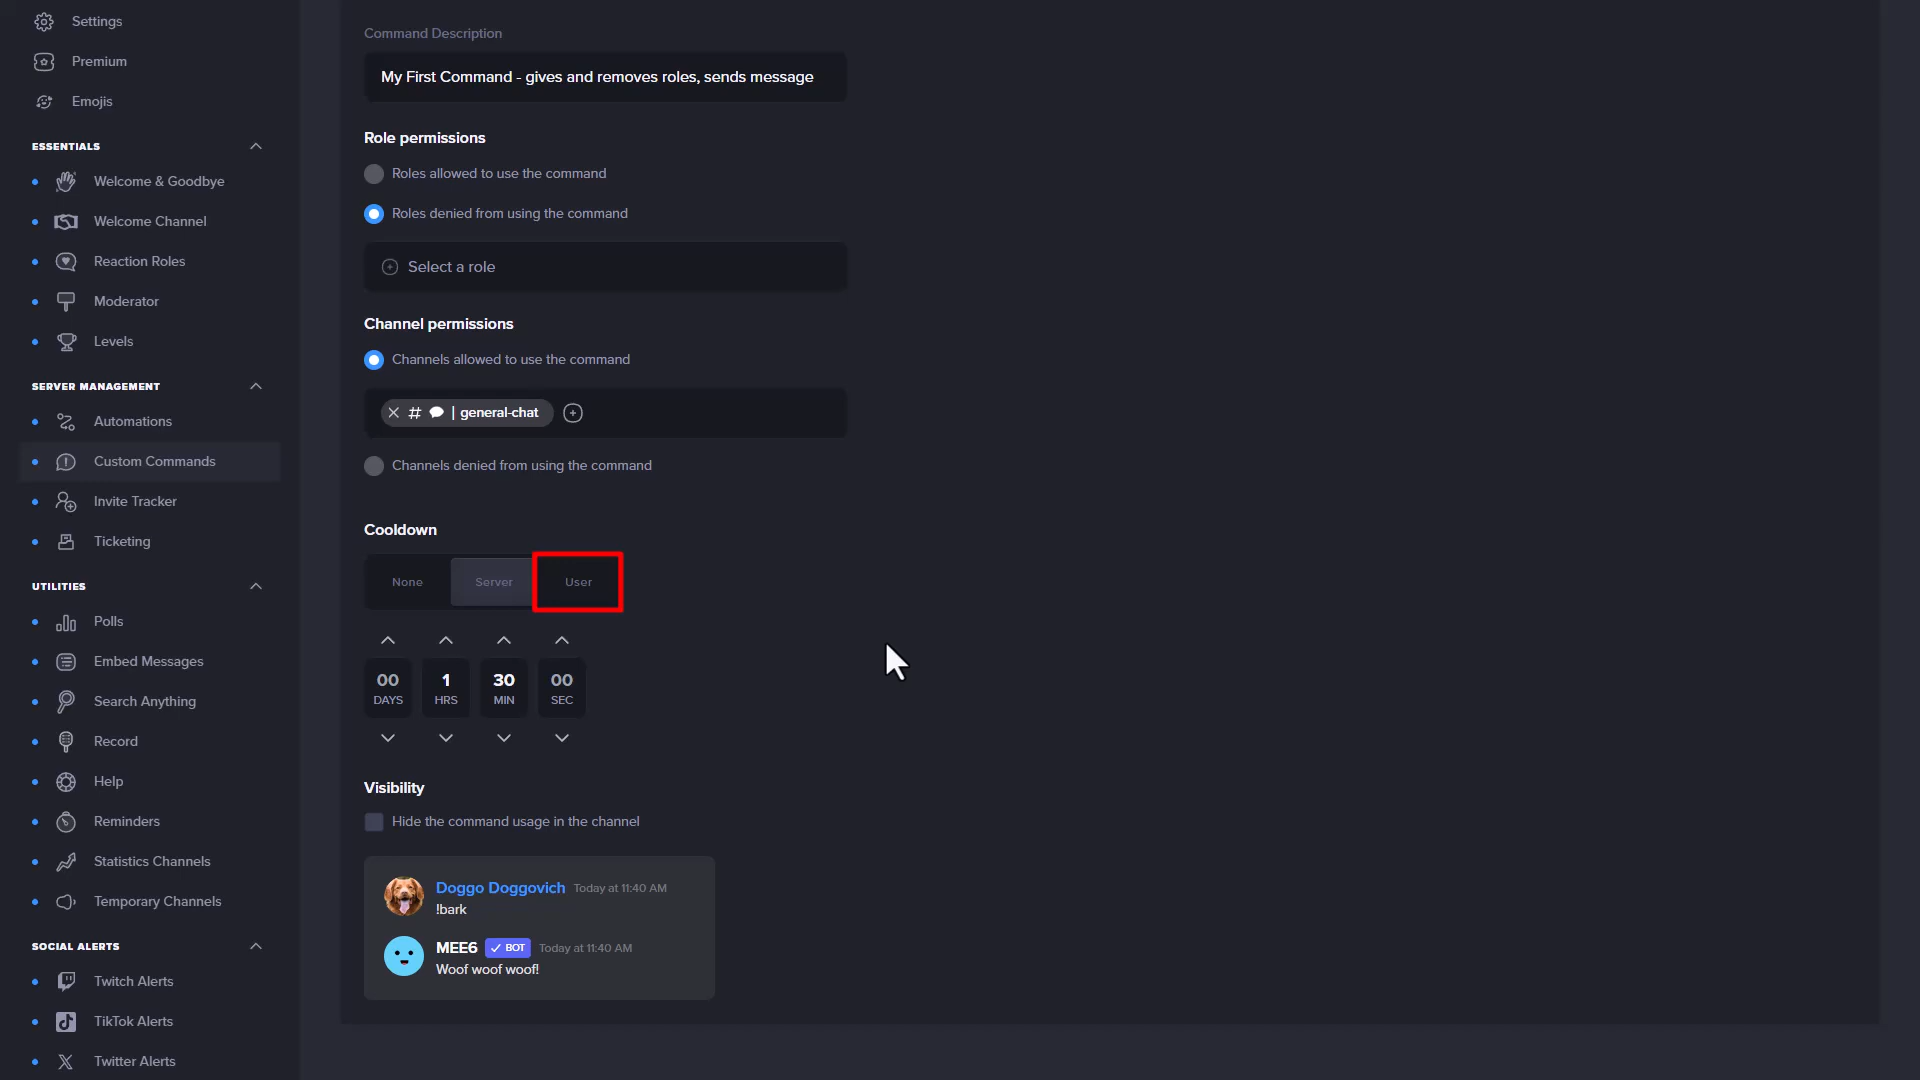 Settings
Premium
Emojis
ESSENTIALS
Welcome & Goodbye
Welcome Channel
Reaction Roles
Moderator
Levels
SERVER MANAGEMENT
Automations
Custom Commands
Invite Tracker
Ticketing
UTILITIES
Polls
Embed Messages
Search Anything
Record
Help
Reminders
Statistics Channels
Temporary Channels
SOCIAL ALERTS
Twitch Alerts
TikTok Alerts
Twitter Alerts
Command Description
My First Command - gives and removes roles, sends message
Role permissions
Roles allowed to use the command
Roles denied from using the command
Select a role
Channel permissions
Channels allowed to use the command
# 💬 | general-chat
Channels denied from using the command
Cooldown
None Server User
00 1 30 00
DAYS HRS MIN SEC
Visibility
Hide the command usage in the channel
Doggo Doggovich Today at 11:40 AM
!bark
MEE6 ✓ BOT Today at 11:40 AM
Woof woof woof!